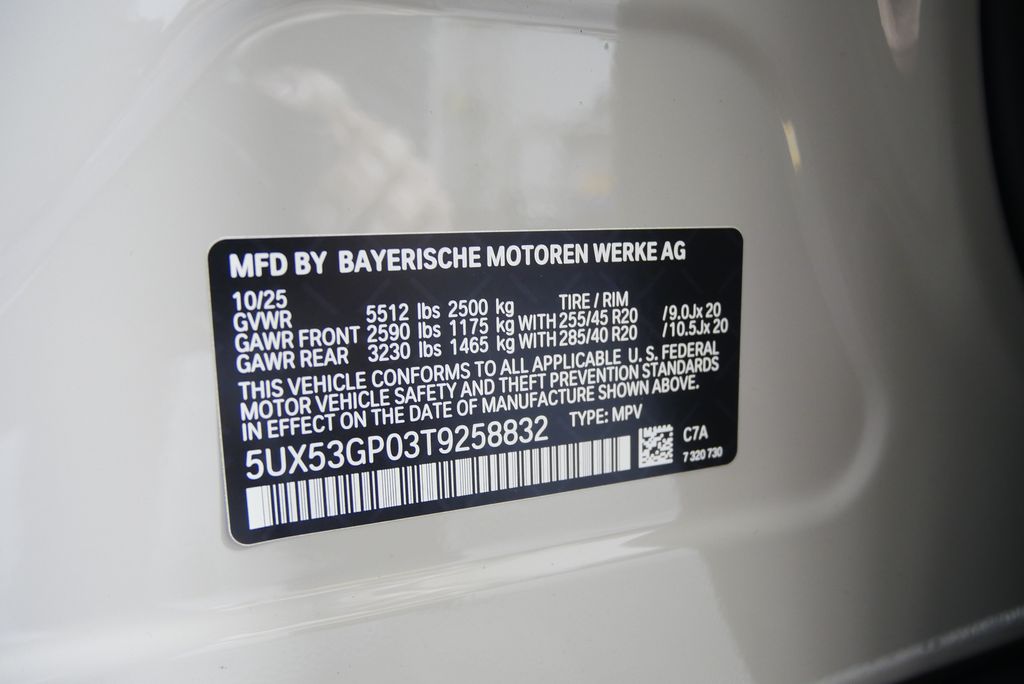 MFD BY BAYERISCHE MOTOREN WERKE AG
10/25 TIRE / RIM
GVWR 5512 lbs 2500 kg
GAWR FRONT 2590 lbs 1175 kg WITH 255/45 R20 /9.0Jx 20
GAWR REAR 3230 lbs 1465 kg WITH 285/40 R20 /10.5Jx 20
THIS VEHICLE CONFORMS TO ALL APPLICABLE U. S. FEDERAL
MOTOR VEHICLE SAFETY AND THEFT PREVENTION STANDARDS
IN EFFECT ON THE DATE OF MANUFACTURE SHOWN ABOVE.
5UX53GP03T9258832 TYPE: MPV
C7A
7 320 730